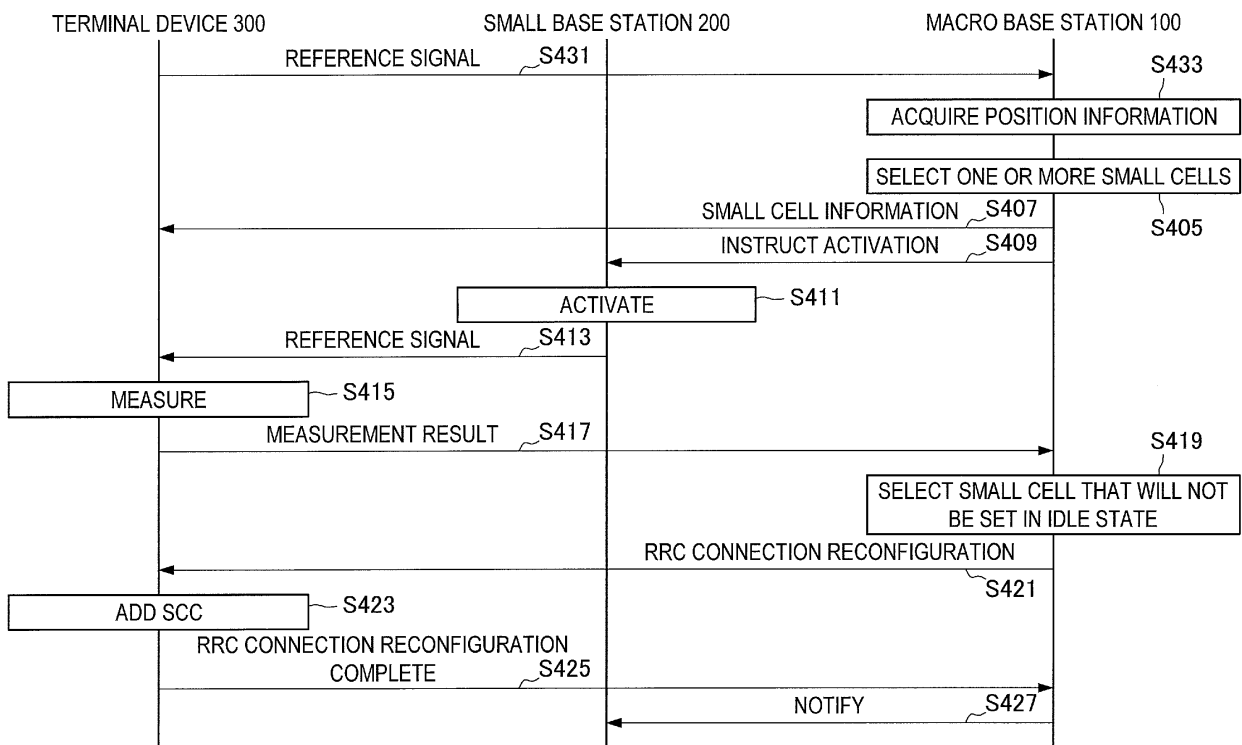 TERMINAL DEVICE 300
SMALL BASE STATION 200
MACRO BASE STATION 100
REFERENCE SIGNAL
S431
S433
ACQUIRE POSITION INFORMATION
SELECT ONE OR MORE SMALL CELLS
S405
SMALL CELL INFORMATION
S407
INSTRUCT ACTIVATION
S409
ACTIVATE
S411
REFERENCE SIGNAL
S413
MEASURE
S415
MEASUREMENT RESULT
S417
S419
SELECT SMALL CELL THAT WILL NOT
BE SET IN IDLE STATE
RRC CONNECTION RECONFIGURATION
S421
ADD SCC
S423
RRC CONNECTION RECONFIGURATION
COMPLETE
S425
NOTIFY
S427